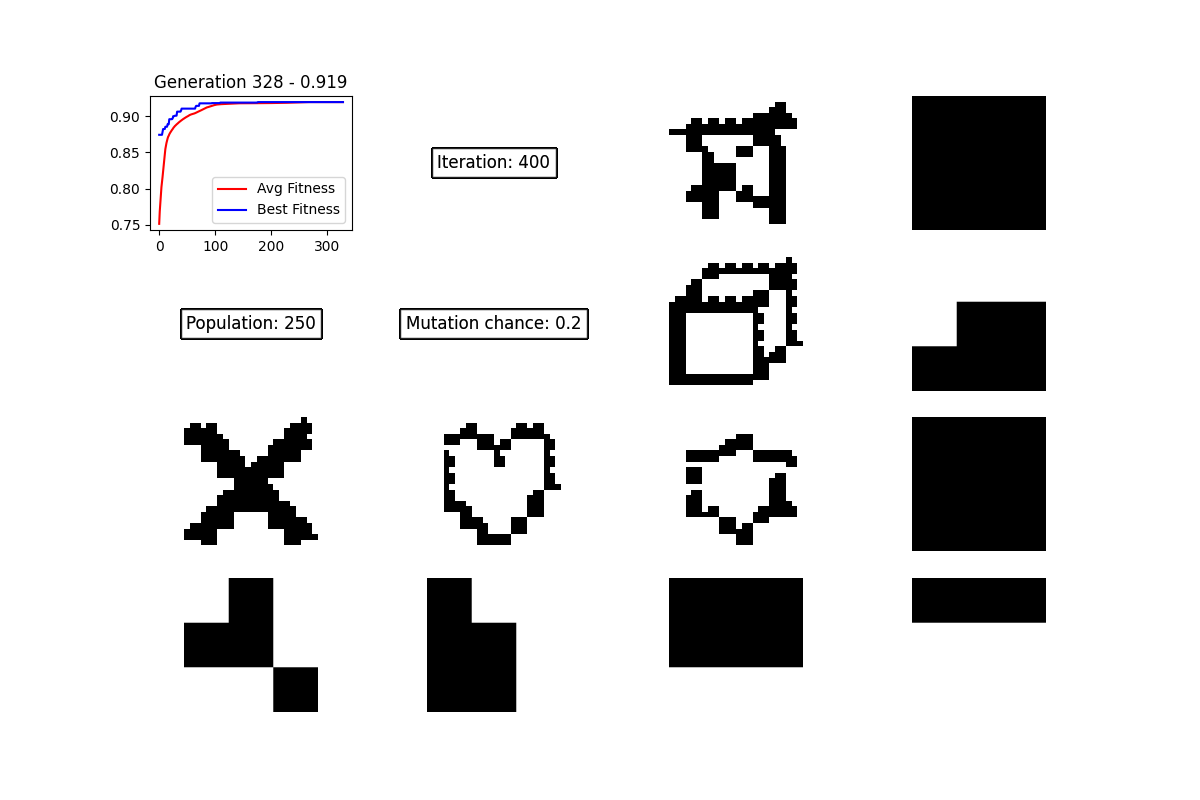 Generation 328 - 0.919
0.90
0.85
0.80
0.75
Avg Fitness
Best Fitness
0 100 200 300
Iteration: 400
Population: 250
Mutation chance: 0.2